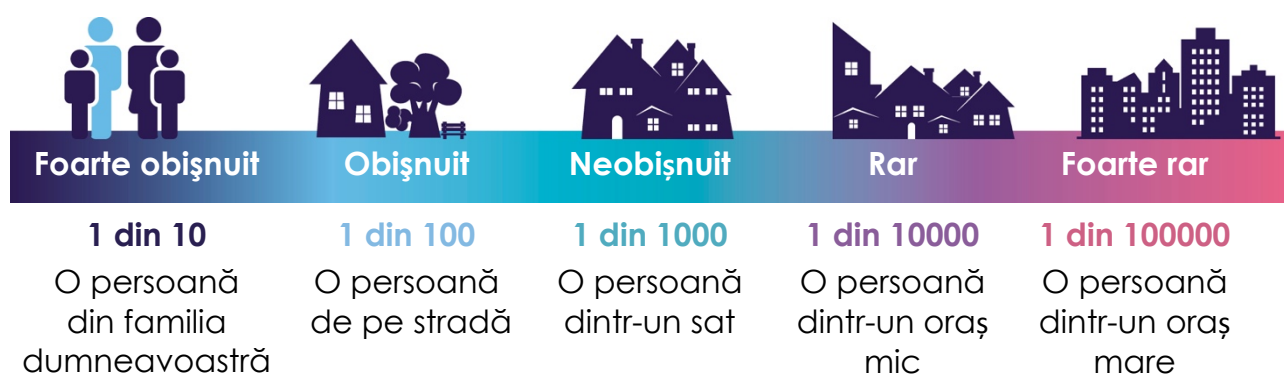 Foarte obişnuit
Obişnuit
Neobișnuit
Rar
Foarte rar
1 din 10
1 din 100
1 din 1000
1 din 10000
1 din 100000
O persoană
din familia
dumneavoastră
O persoană
de pe stradă
O persoană
dintr-un sat
O persoană
dintr-un oraș
mic
O persoană
dintr-un oraș
mare